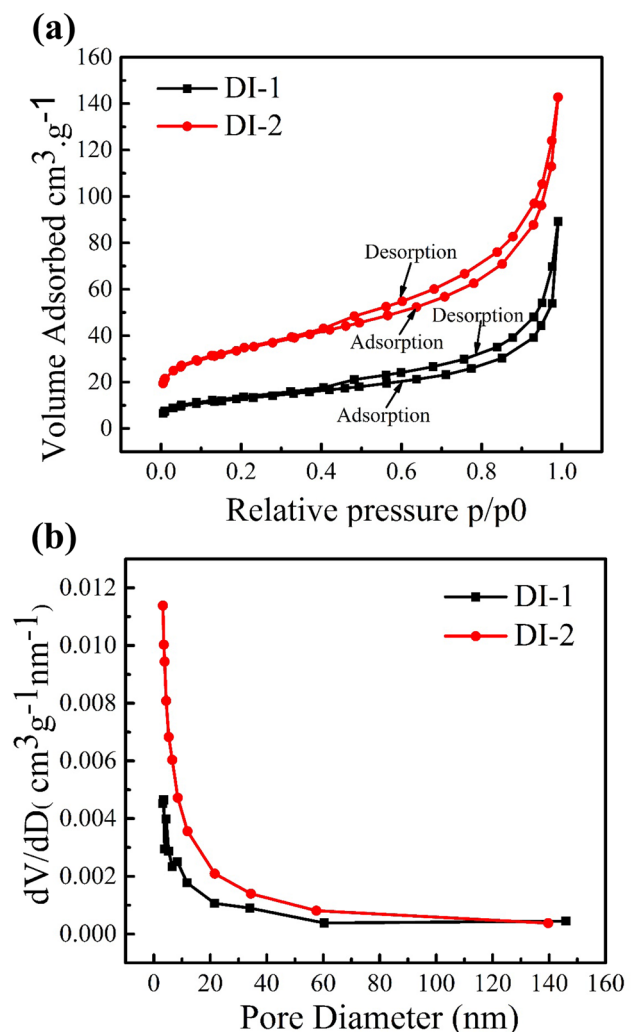 (a)
160
140
120
100
80
60
40
20
0
Volume Adsorbed cm³.g⁻¹
DI-1
DI-2
Desorption
Adsorption
Desorption
Adsorption
0.0 0.2 0.4 0.6 0.8 1.0
Relative pressure p/p0
(b)
0.012
0.010
0.008
0.006
0.004
0.002
0.000
dV/dD( cm³g⁻¹nm⁻¹)
DI-1
DI-2
0 20 40 60 80 100 120 140 160
Pore Diameter (nm)